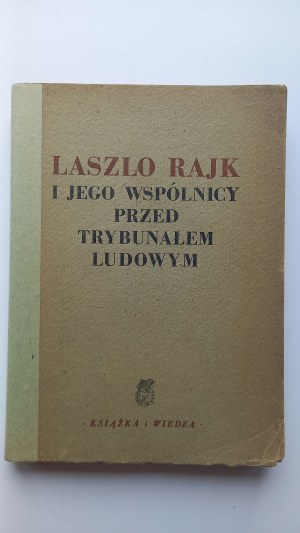 LASZLO RAJK
I JEGO WSPÓLNICY
PRZED
TRYBUNAŁEM
LUDOWYM
· KSIĄŻKA i WIEDZA ·